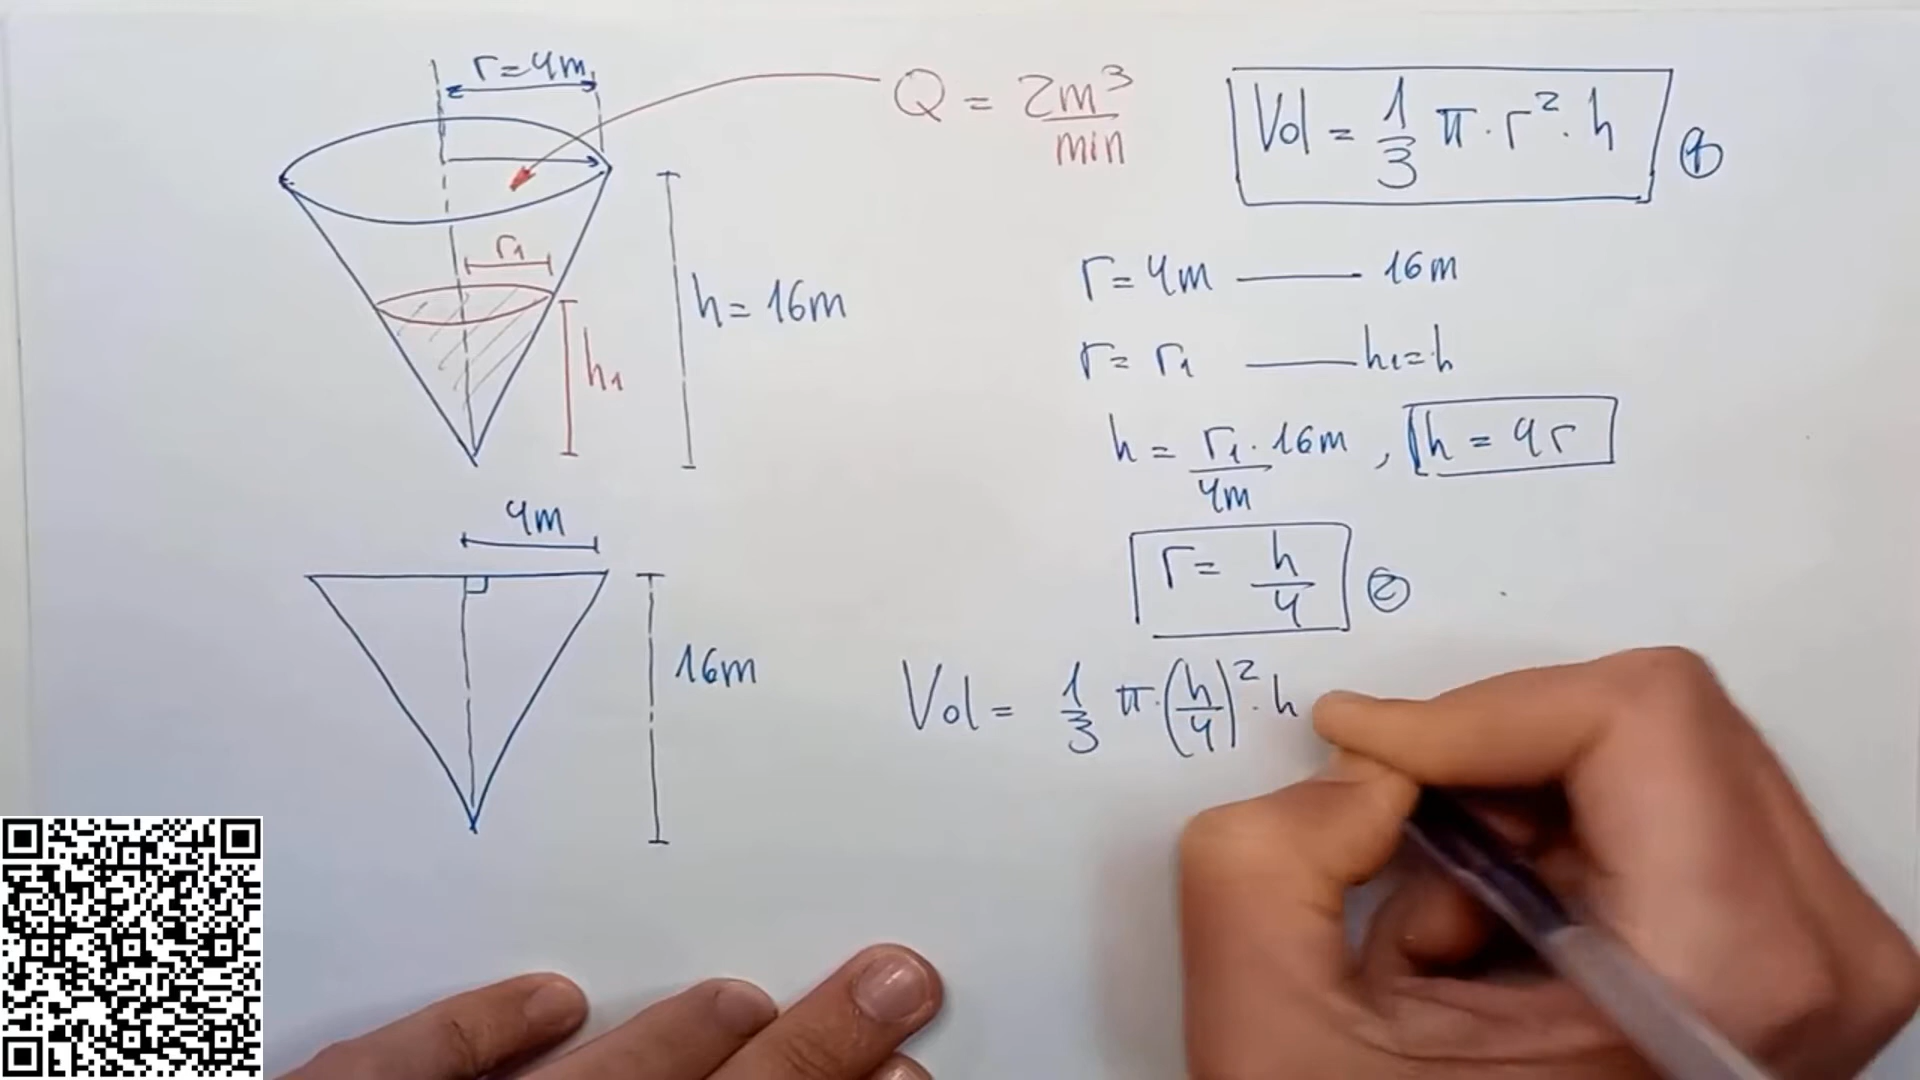 r=4m
Q = 2m³/min
Vol = 1/3 π · r² · h
①
r₁
h₁
h = 16m
r = 4m —— 16m
r = r₁ —— h₁=h
h = r₁ · 16m / 4m , h = 4r
r = h/4 ②
4m
16m
Vol = 1/3 π · (h/4)² · h